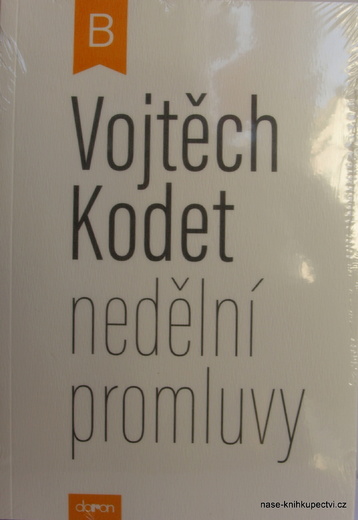 B
Vojtěch
Kodet
nedělní
promluvy
doron
nase-knihkupectvi.cz